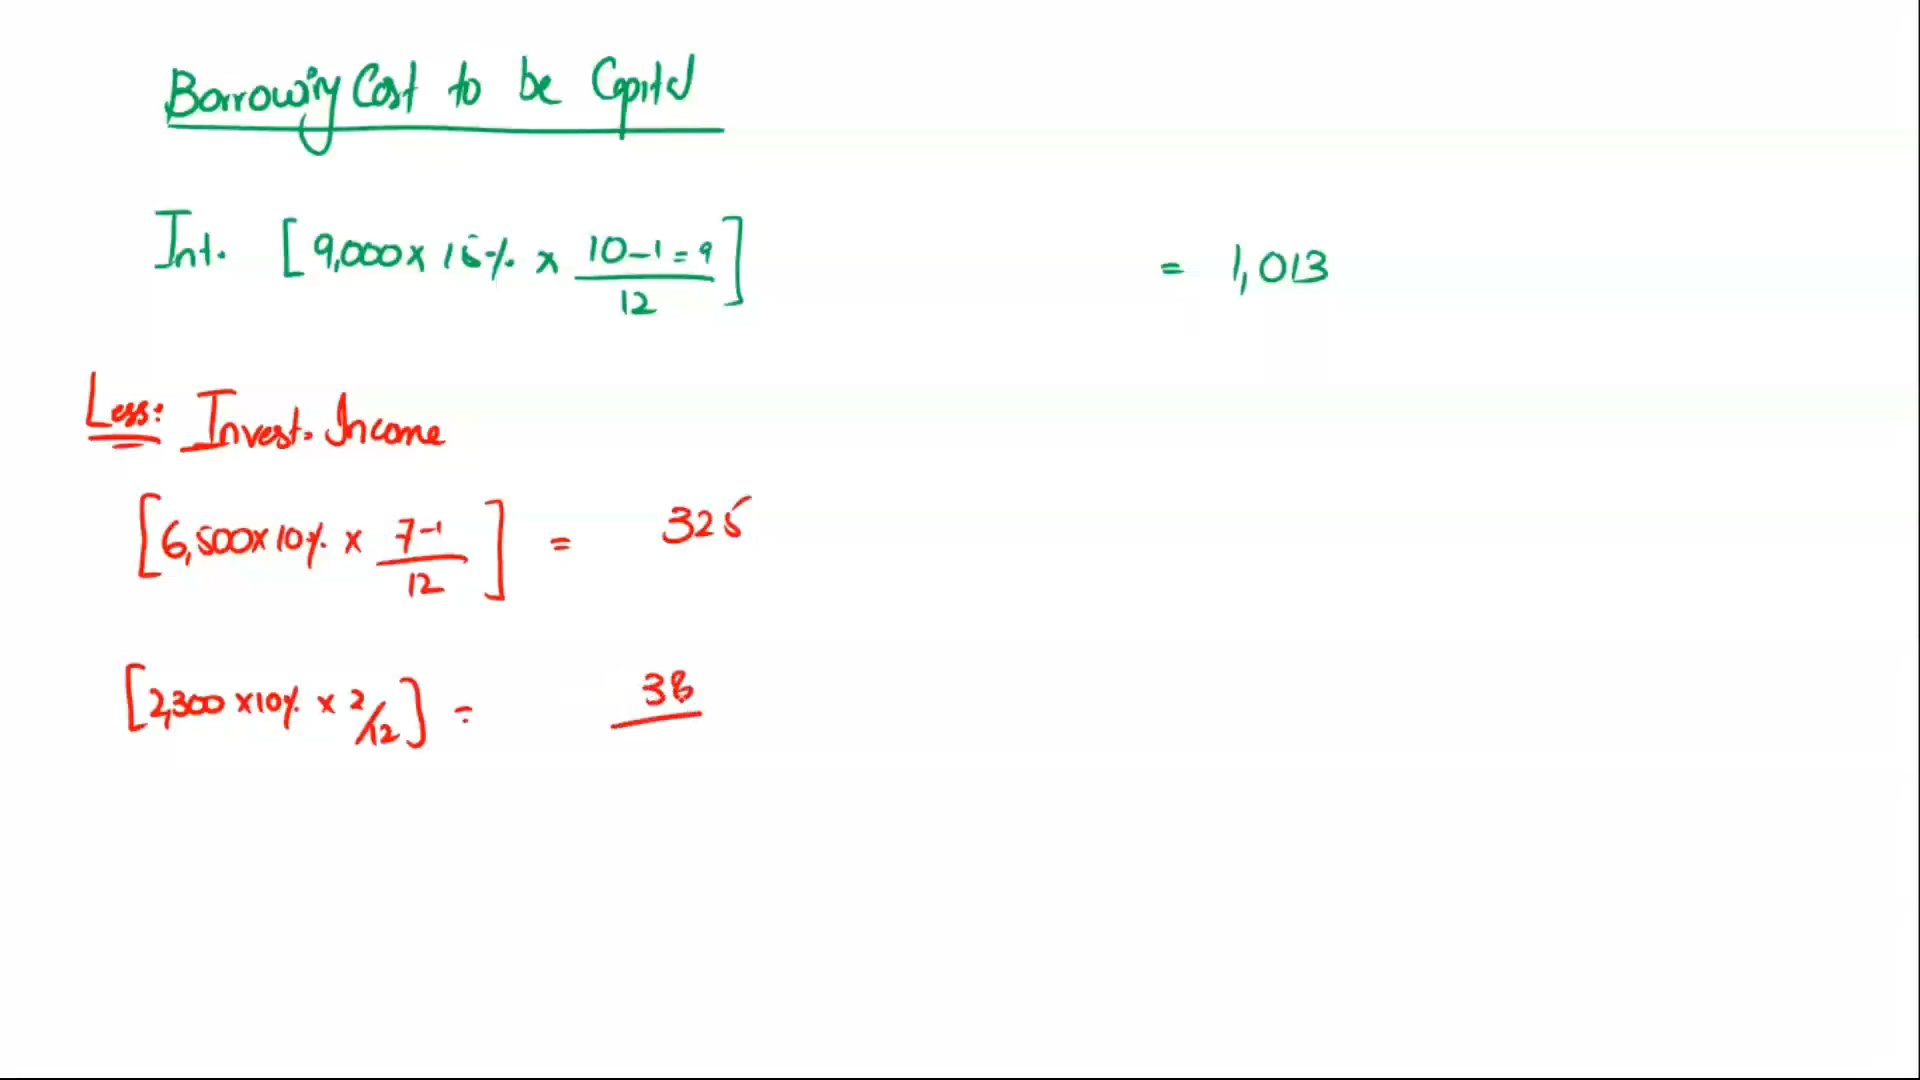 Borrowing Cost to be Capital
Int. [9,000 x 15% x 10-1=9/12] = 1,013
Less: Invest. Income
[6,500 x 10% x 7-1/12] = 325
[2,300 x 10% x 2/12] = 38